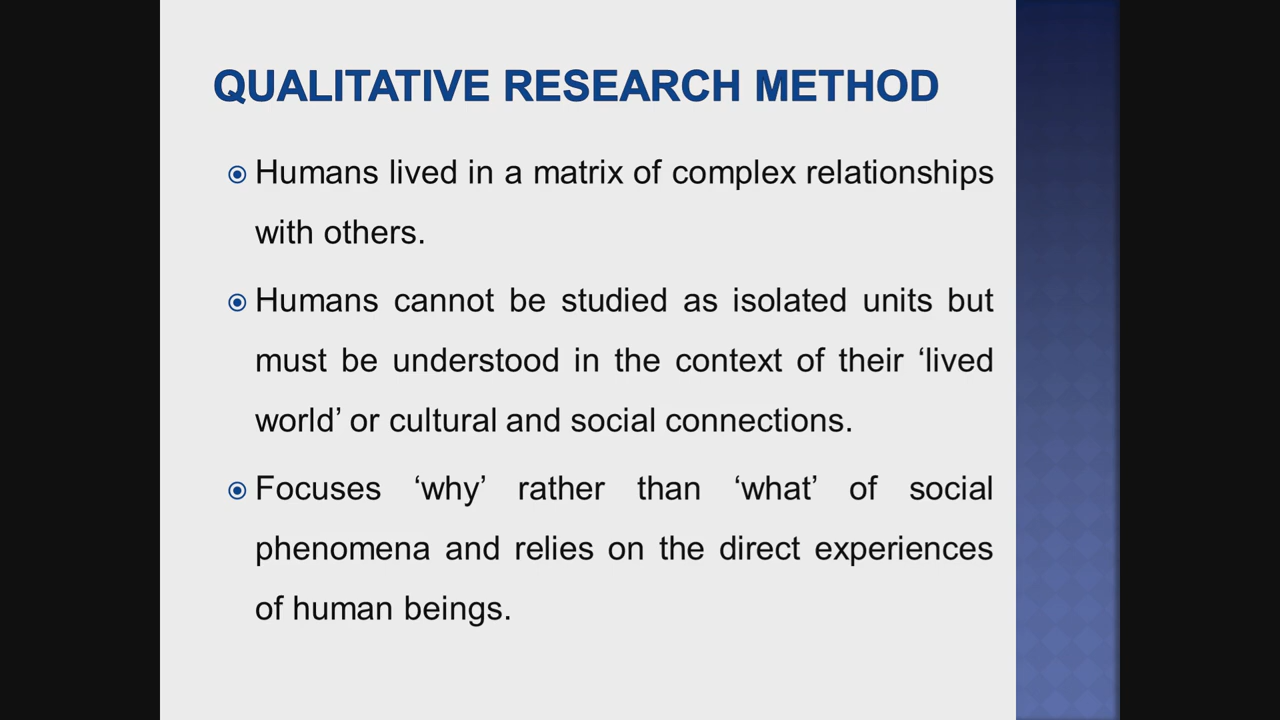 QUALITATIVE RESEARCH METHOD
Humans lived in a matrix of complex relationships
with others.
Humans cannot be studied as isolated units but
must be understood in the context of their ‘lived
world’ or cultural and social connections.
Focuses ‘why’ rather than ‘what’ of social
phenomena and relies on the direct experiences
of human beings.